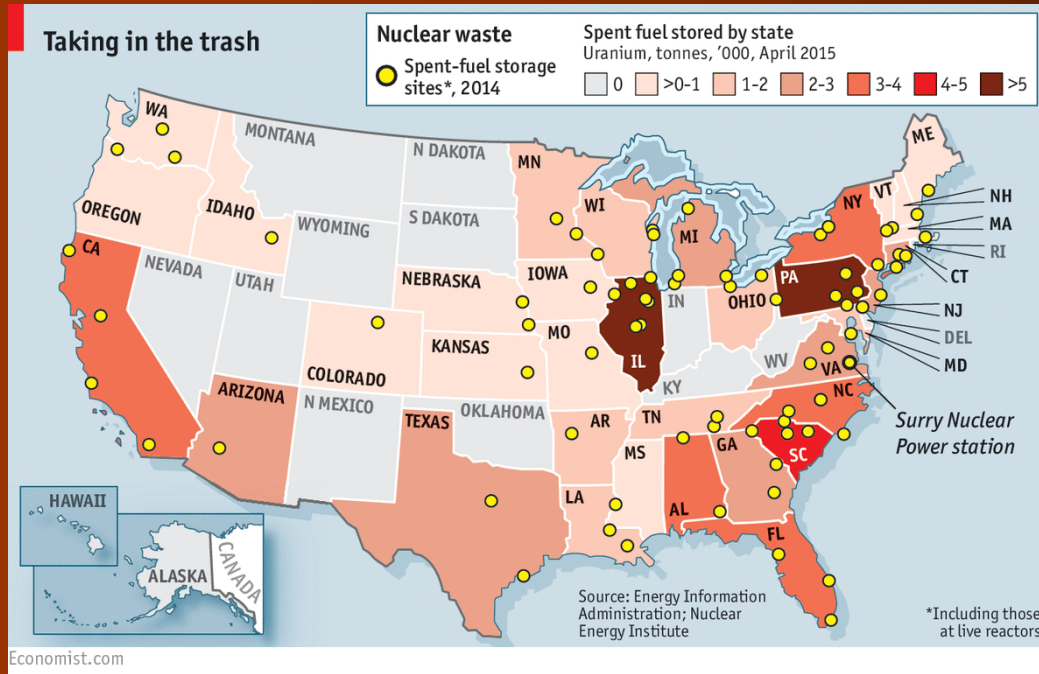 Taking in the trash
Nuclear waste
Spent-fuel storage
sites*, 2014
Spent fuel stored by state
Uranium, tonnes, ’000, April 2015
0 >0-1 1-2 2-3 3-4 4-5 >5
WA
MONTANA
N DAKOTA
MN
ME
OREGON
IDAHO
WYOMING
S DAKOTA
WI
MI
NY
VT
NH
MA
RI
CT
NJ
DEL
MD
CA
NEVADA
UTAH
NEBRASKA
IOWA
IL
IN
OHIO
PA
COLORADO
KANSAS
MO
KY
WV
VA
ARIZONA
N MEXICO
OKLAHOMA
TEXAS
AR
TN
NC
SC
MS
AL
GA
LA
FL
Surry Nuclear
Power station
HAWAII
ALASKA
CANADA
Source: Energy Information
Administration; Nuclear
Energy Institute
*Including those
at live reactors
Economist.com